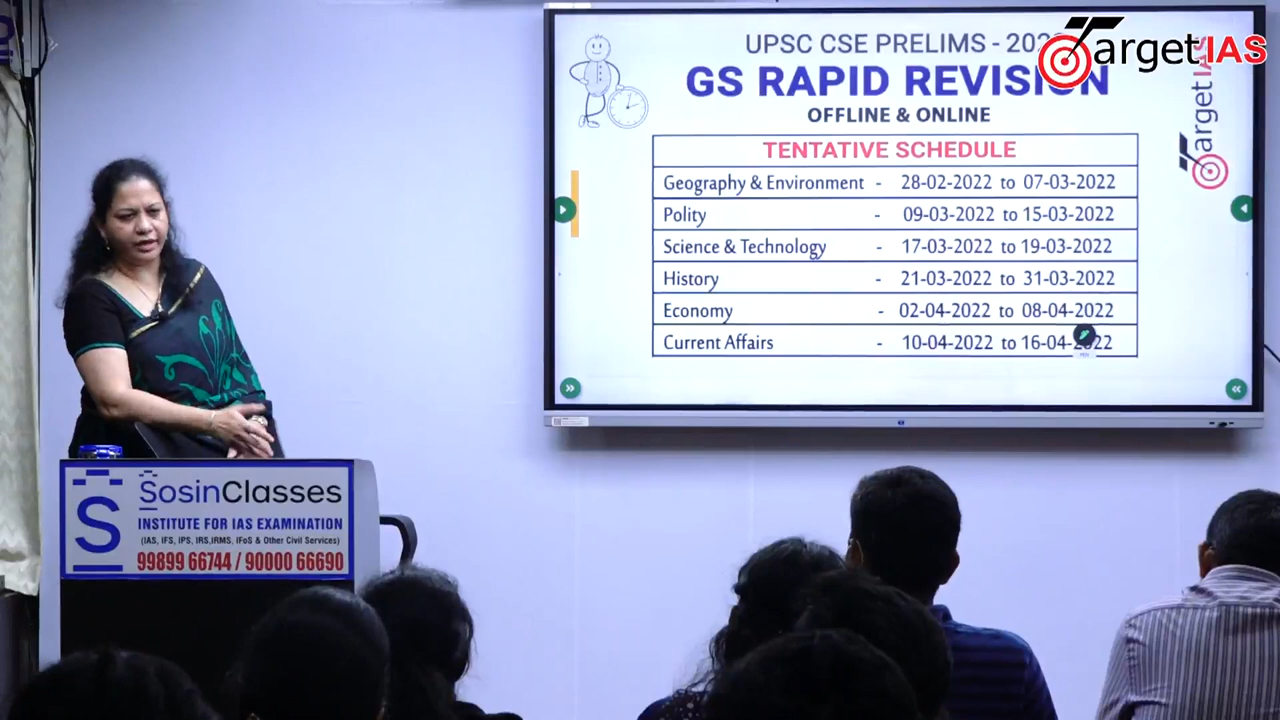 UPSC CSE PRELIMS - 202
GS RAPID REVISION
OFFLINE & ONLINE
TENTATIVE SCHEDULE
Geography & Environment - 28-02-2022 to 07-03-2022
Polity - 09-03-2022 to 15-03-2022
Science & Technology - 17-03-2022 to 19-03-2022
History - 21-03-2022 to 31-03-2022
Economy - 02-04-2022 to 08-04-2022
Current Affairs - 10-04-2022 to 16-04-2022
TargetIAS
TargetIAS
S
SosinClasses
INSTITUTE FOR IAS EXAMINATION
(IAS, IFS, IPS, IRS,IRMS, IFoS & Other Civil Services)
99899 66744 / 90000 66690